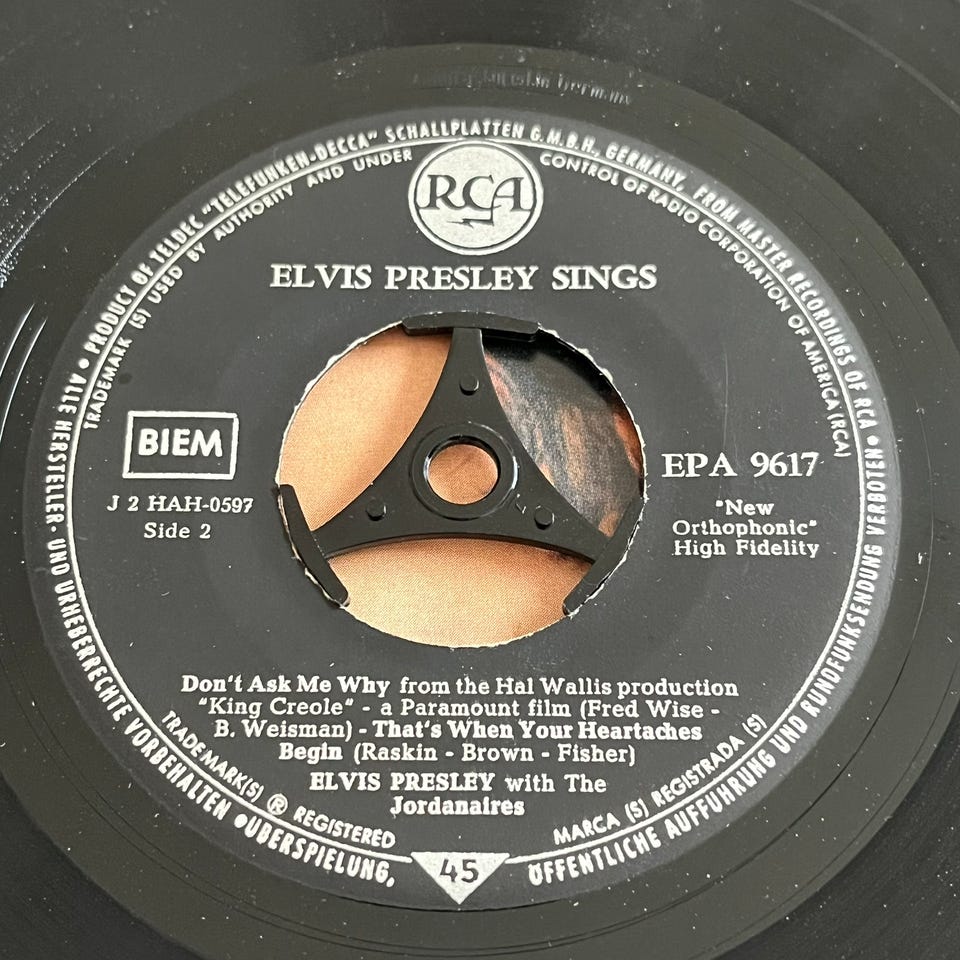 • PRODUCT OF TELDEC "TELEFUNKEN-DECCA" SCHALLPLATTEN G.M.B.H., GERMANY, FROM MASTER RECORDINGS OF RCA •
TRADEMARK (S) USED BY AUTHORITY AND UNDER CONTROL OF RADIO CORPORATION OF AMERICA (RCA)
RCA
ELVIS PRESLEY SINGS
BIEM
J 2 HAH-0597
Side 2
EPA 9617
"New
Orthophonic"
High Fidelity
Don't Ask Me Why from the Hal Wallis production
"King Creole" - a Paramount film (Fred Wise -
B. Weisman) - That's When Your Heartaches
Begin (Raskin - Brown - Fisher)
ELVIS PRESLEY with The
Jordanaires
TRADEMARK(S) ® REGISTERED
MARCA (S) REGISTRADA (S)
ALLE HERSTELLER- UND URHEBERRECHTE VORBEHALTEN • ÜBERSPIELUNG,
45
ÖFFENTLICHE AUFFÜHRUNG UND RUNDFUNKSENDUNG VERBOTEN